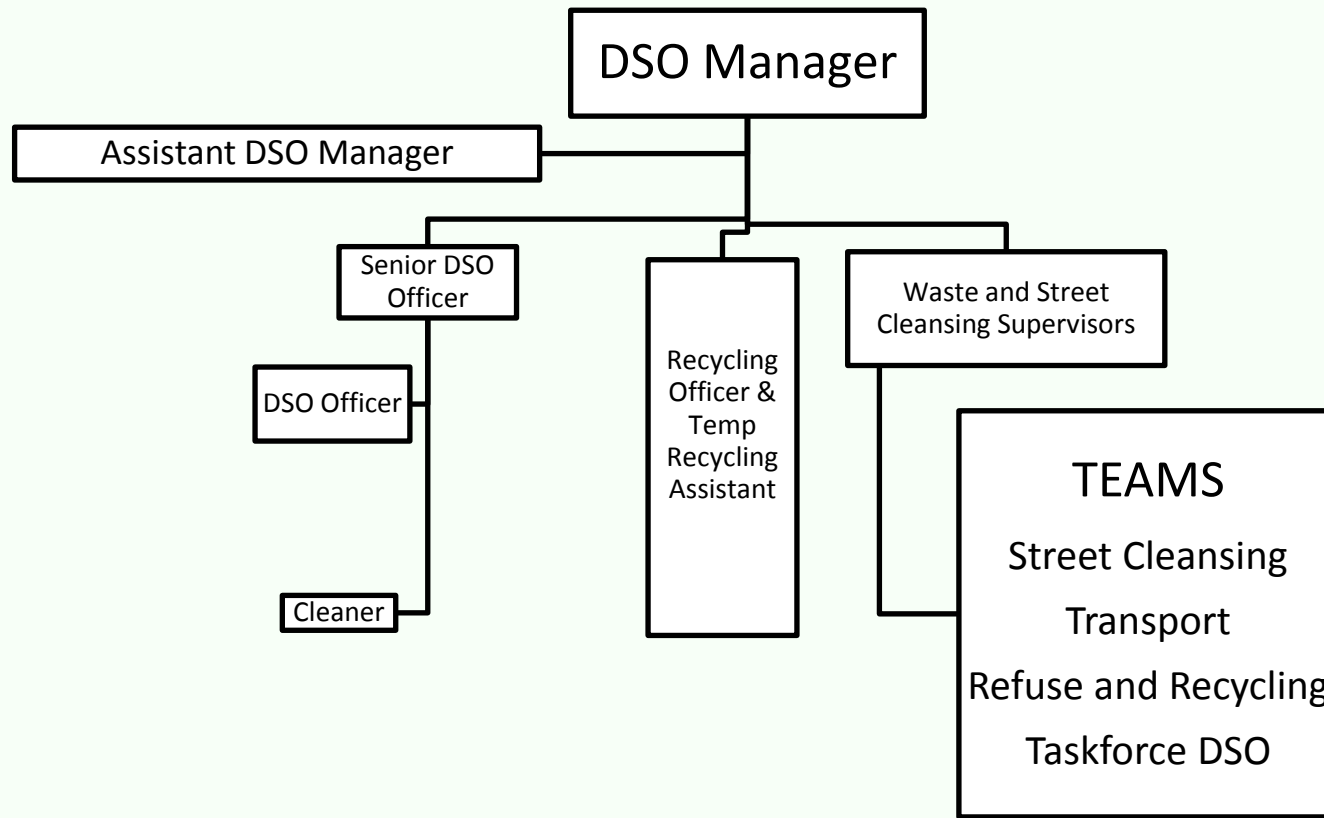 DSO Manager
Assistant DSO Manager
Senior DSO
Officer
DSO Officer
Cleaner
Recycling
Officer &
Temp
Recycling
Assistant
Waste and Street
Cleansing Supervisors
TEAMS
Street Cleansing
Transport
Refuse and Recycling
Taskforce DSO